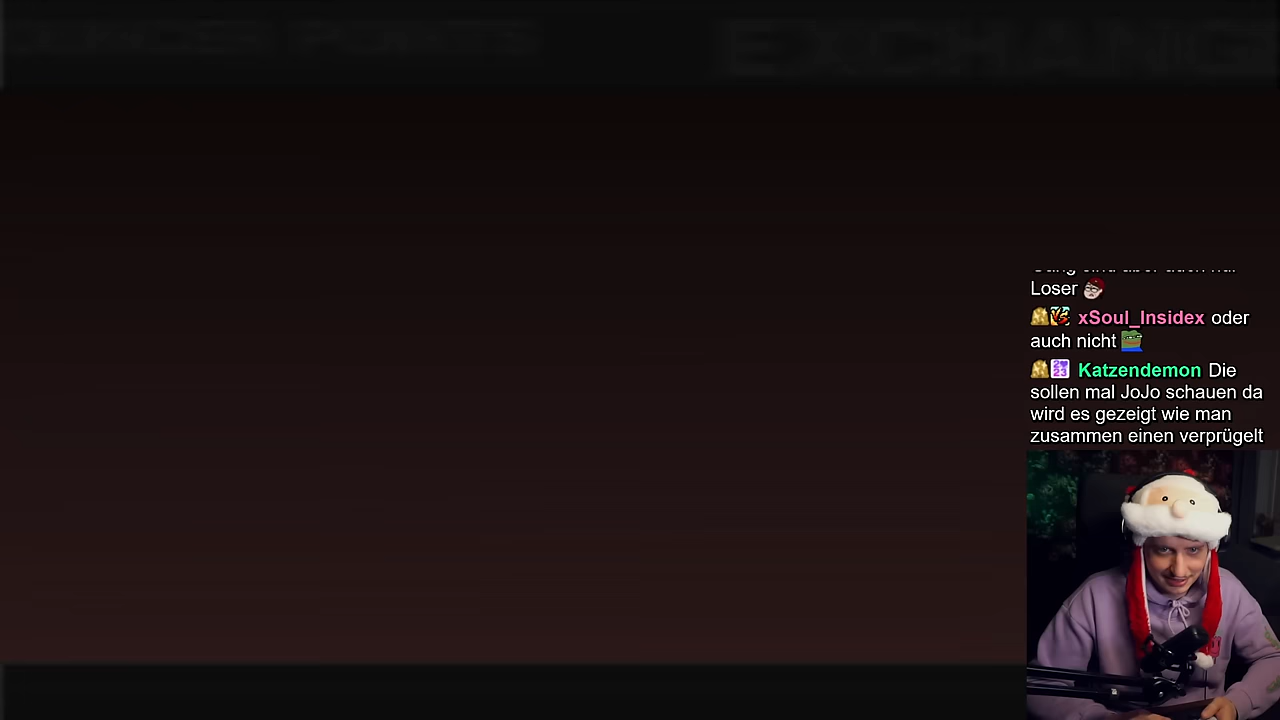 EXCHANG
Loser
xSoul_Insidex oder
auch nicht
Katzendemon Die
sollen mal JoJo schauen da
wird es gezeigt wie man
zusammen einen verprügelt